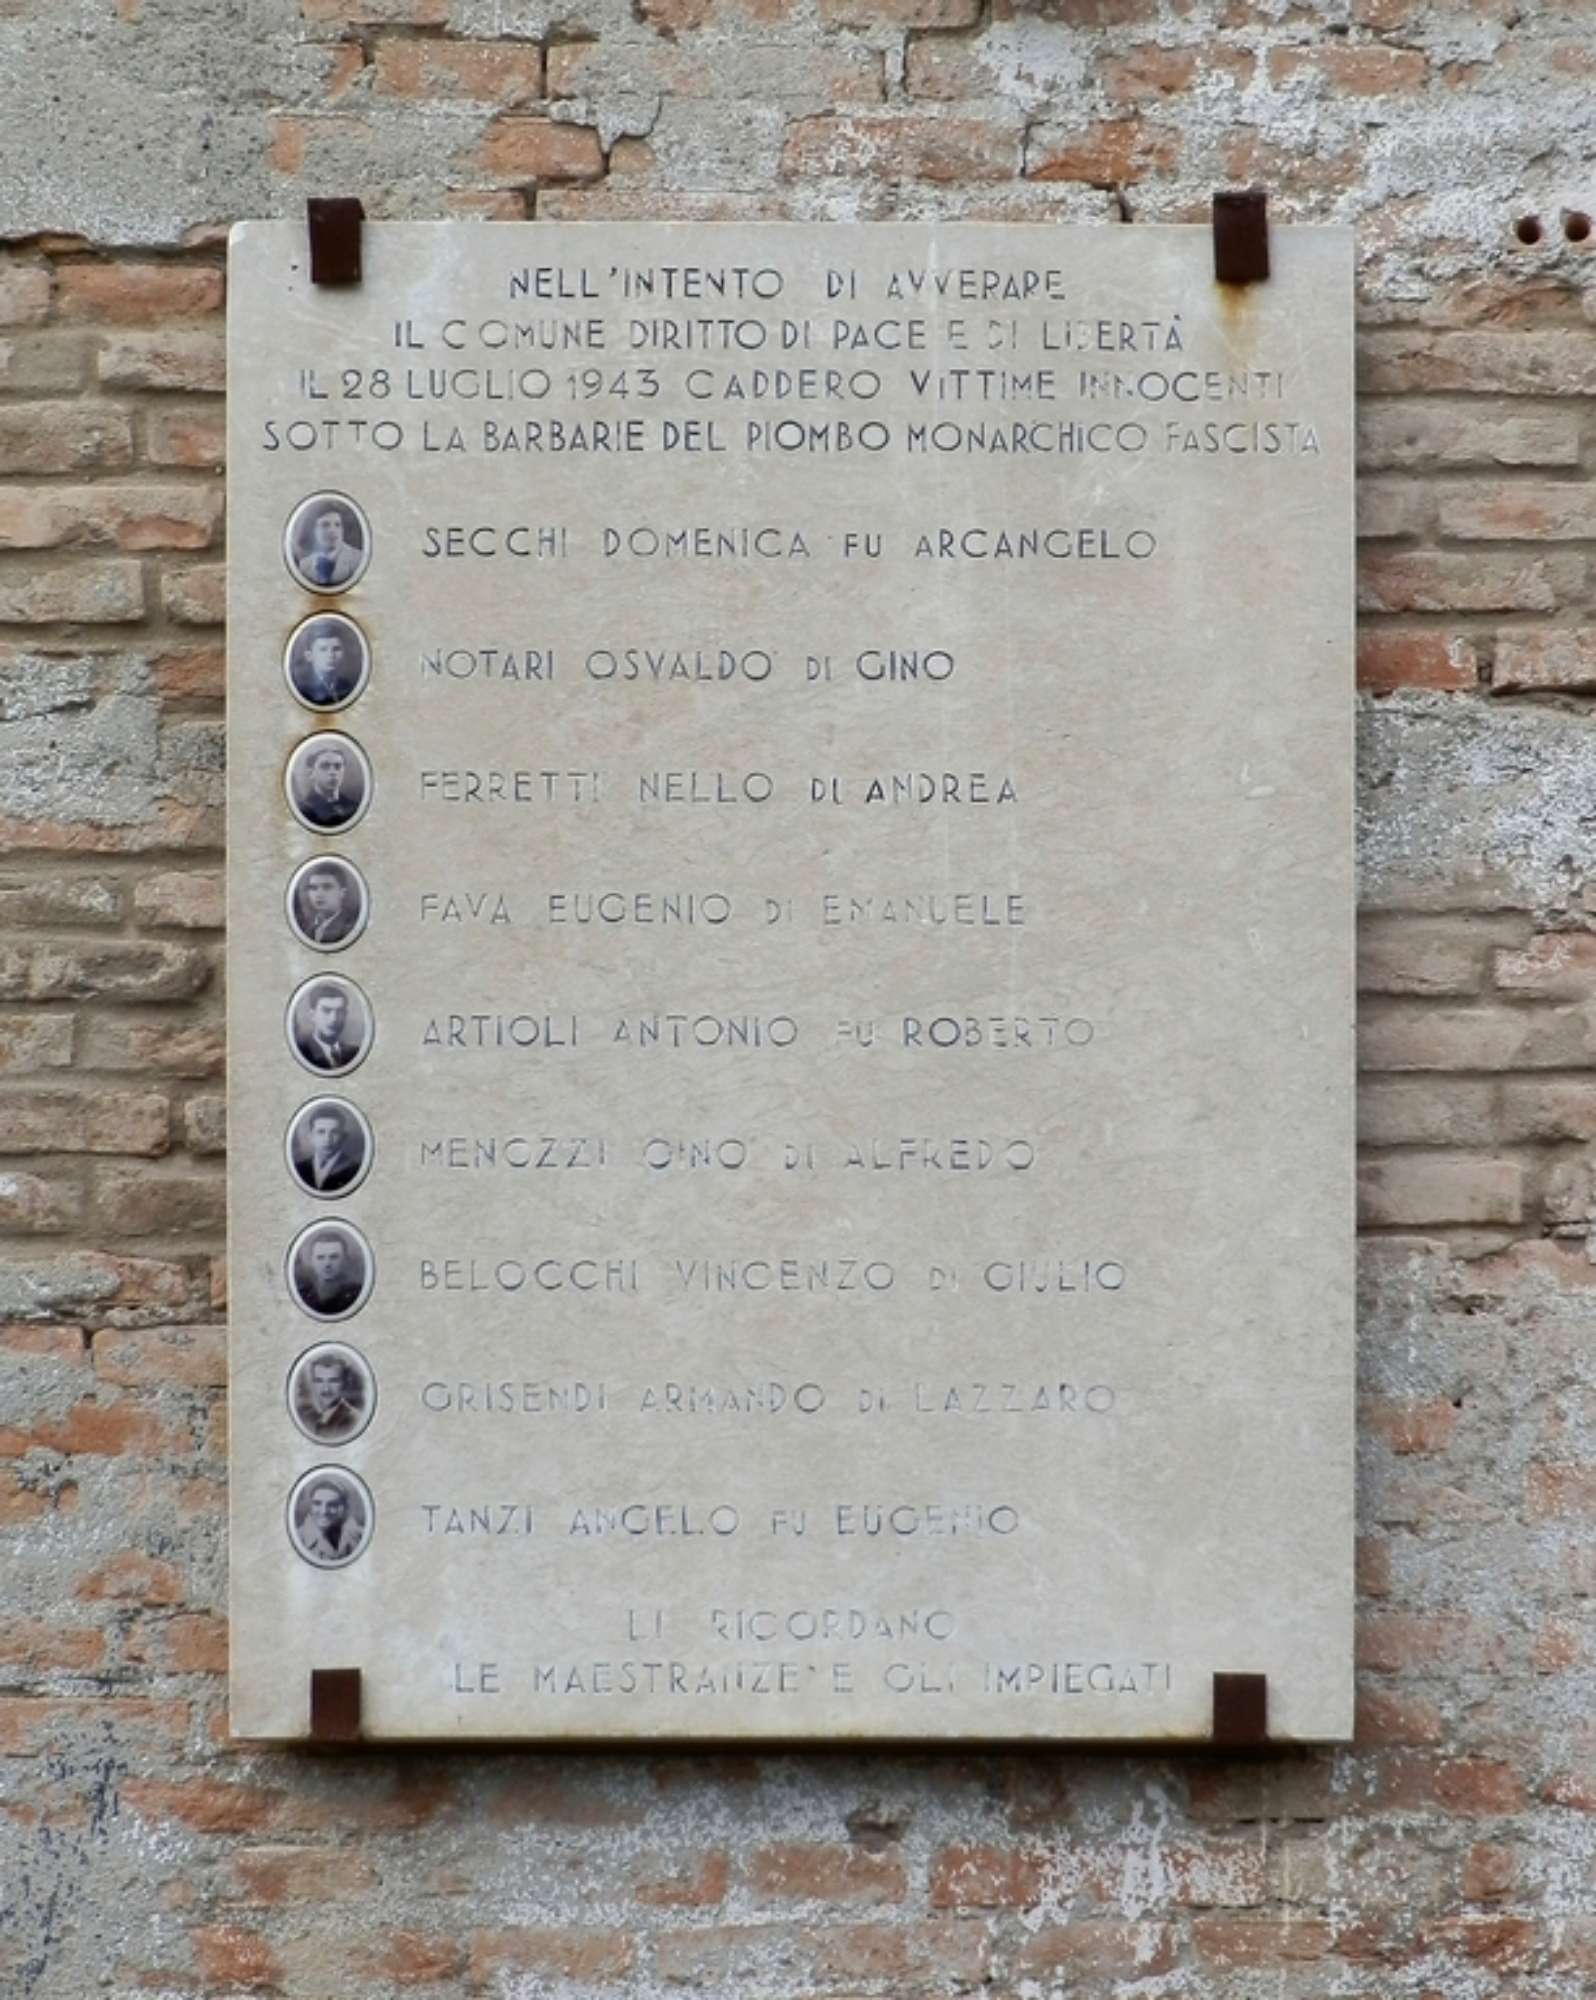 NELL'INTENTO DI AVVERARE
IL COMUNE DIRITTO DI PACE E DI LIBERTÀ
IL 28 LUGLIO 1943 CADDERO VITTIME INNOCENTI
SOTTO LA BARBARIE DEL PIOMBO MONARCHICO FASCISTA
SECCHI DOMENICA FU ARCANGELO
NOTARI OSVALDO DI GINO
FERRETTI NELLO DI ANDREA
FAVA EUGENIO DI EMANUELE
ARTIOLI ANTONIO FU ROBERTO
MENOZZI GINO DI ALFREDO
BELOCCHI VINCENZO DI GIULIO
GRISENDI ARMANDO DI LAZZARO
TANZI ANGELO FU EUGENIO
LI RICORDANO
LE MAESTRANZE E GLI IMPIEGATI